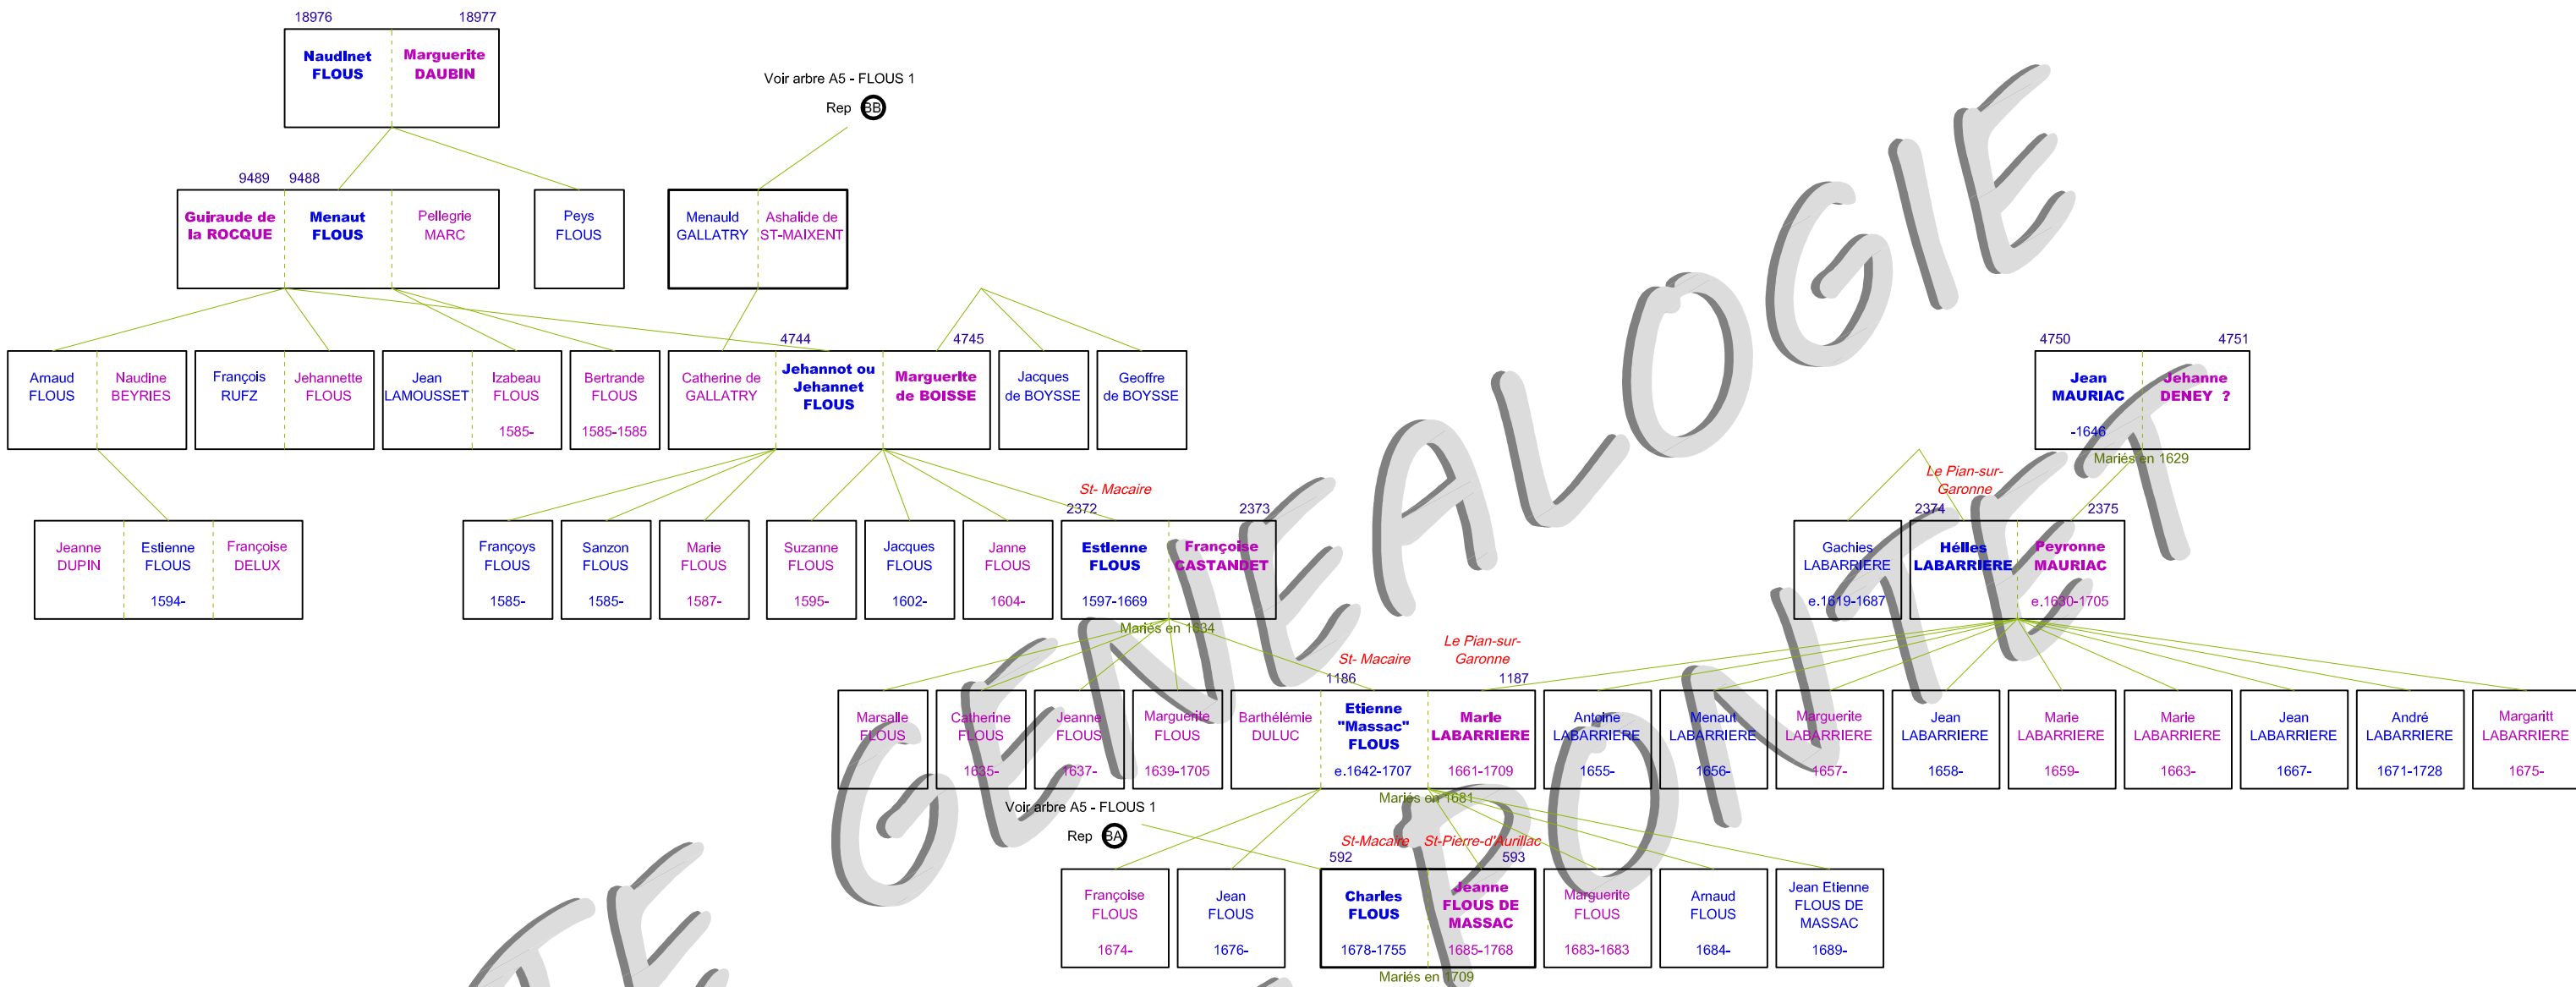 18976 18977
Naudinet
FLOUS
Marguerite
DAUBIN
Voir arbre A5 - FLOUS 1
Rep BB
9489 9488
Guiraude de
la ROCQUE
Menaut
FLOUS
Pellegrie
MARC
Peys
FLOUS
Menauld
GALLATRY
Ashalide de
ST-MAIXENT
4744 4745
Arnaud
FLOUS
Naudine
BEYRIES
François
RUFZ
Jehannette
FLOUS
Jean
LAMOUSSET
Izabeau
FLOUS
1585-
Bertrande
FLOUS
1585-1585
Catherine de
GALLATRY
Jehannot ou
Jehannet
FLOUS
Marguerite
de BOISSE
Jacques
de BOYSSE
Geoffre
de BOYSSE
4750 4751
Jean
MAURIAC
-1646
Jehanne
DENEY ?
Mariés en 1629
Jeanne
DUPIN
Estienne
FLOUS
1594-
Françoise
DELUX
Françoys
FLOUS
1585-
Sanzon
FLOUS
1585-
Marie
FLOUS
1587-
Suzanne
FLOUS
1595-
Jacques
FLOUS
1602-
Janne
FLOUS
1604-
St- Macaire
2372 2373
Estienne
FLOUS
1597-1669
Françoise
CASTANDET
Mariés en 1634
Gachies
LABARRIERE
e.1619-1687
Le Pian-sur-
Garonne
2374 2375
Hélies
LABARRIERE
Peyronne
MAURIAC
e.1630-1705
Marsalle
FLOUS
Catherine
FLOUS
1635-
Jeanne
FLOUS
1637-
Marguerite
FLOUS
1639-1705
St- Macaire
Le Pian-sur-
Garonne
1186 1187
Barthélémie
DULUC
Etienne
"Massac"
FLOUS
e.1642-1707
Marie
LABARRIERE
1661-1709
Mariés en 1681
Antoine
LABARRIERE
1655-
Menaut
LABARRIERE
1656-
Marguerite
LABARRIERE
1657-
Jean
LABARRIERE
1658-
Marie
LABARRIERE
1659-
Marie
LABARRIERE
1663-
Jean
LABARRIERE
1667-
André
LABARRIERE
1671-1728
Margaritt
LABARRIERE
1675-
Voir arbre A5 - FLOUS 1
Rep BA
Françoise
FLOUS
1674-
Jean
FLOUS
1676-
St-Macaire St-Pierre-d'Aurillac
592 593
Charles
FLOUS
1678-1755
Jeanne
FLOUS DE
MASSAC
1685-1768
Mariés en 1709
Marguerite
FLOUS
1683-1683
Arnaud
FLOUS
1684-
Jean Etienne
FLOUS DE
MASSAC
1689-
GENEALOGIE
PONTET